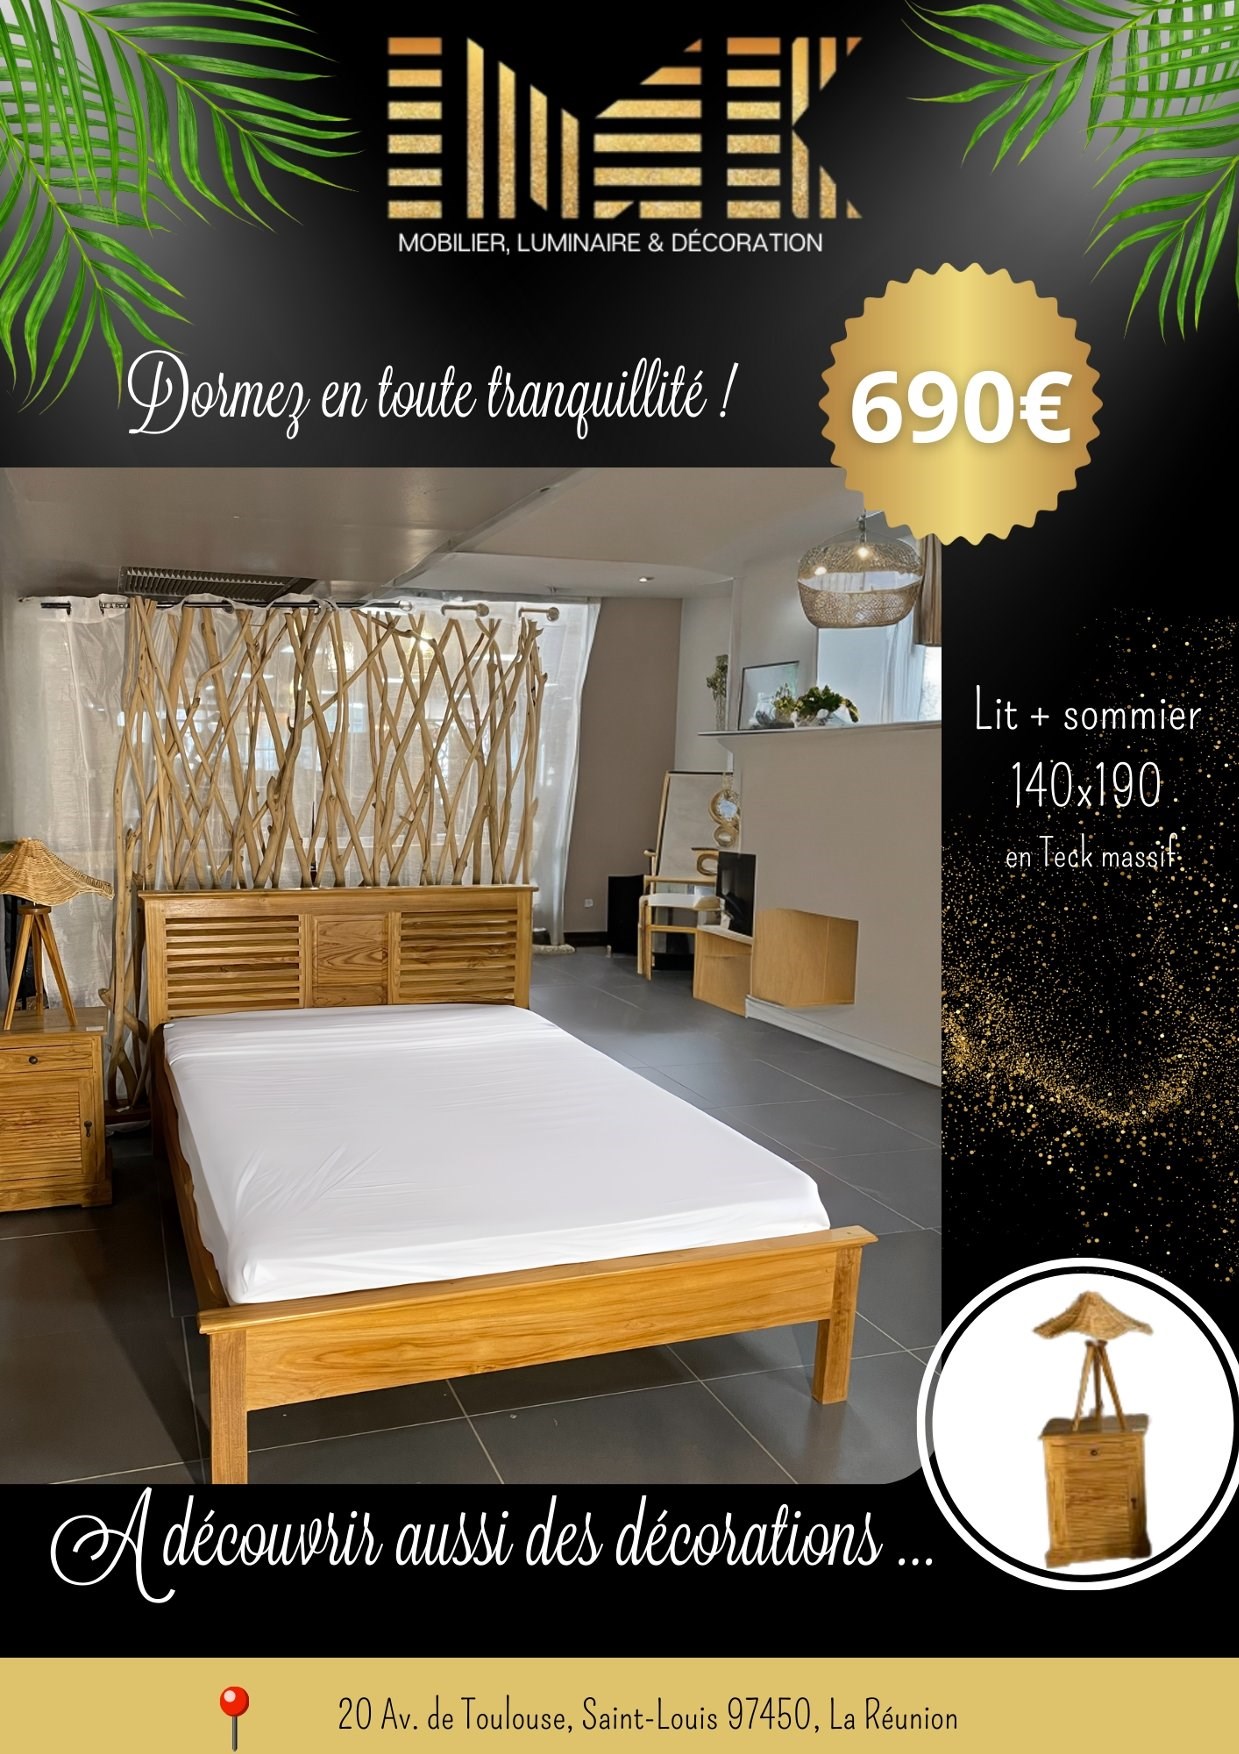 IMAK
MOBILIER, LUMINAIRE & DÉCORATION
Dormez en toute tranquillité !
690€
Lit + sommier
140x190
en Teck massif
A découvrir aussi des décorations ...
20 Av. de Toulouse, Saint-Louis 97450, La Réunion